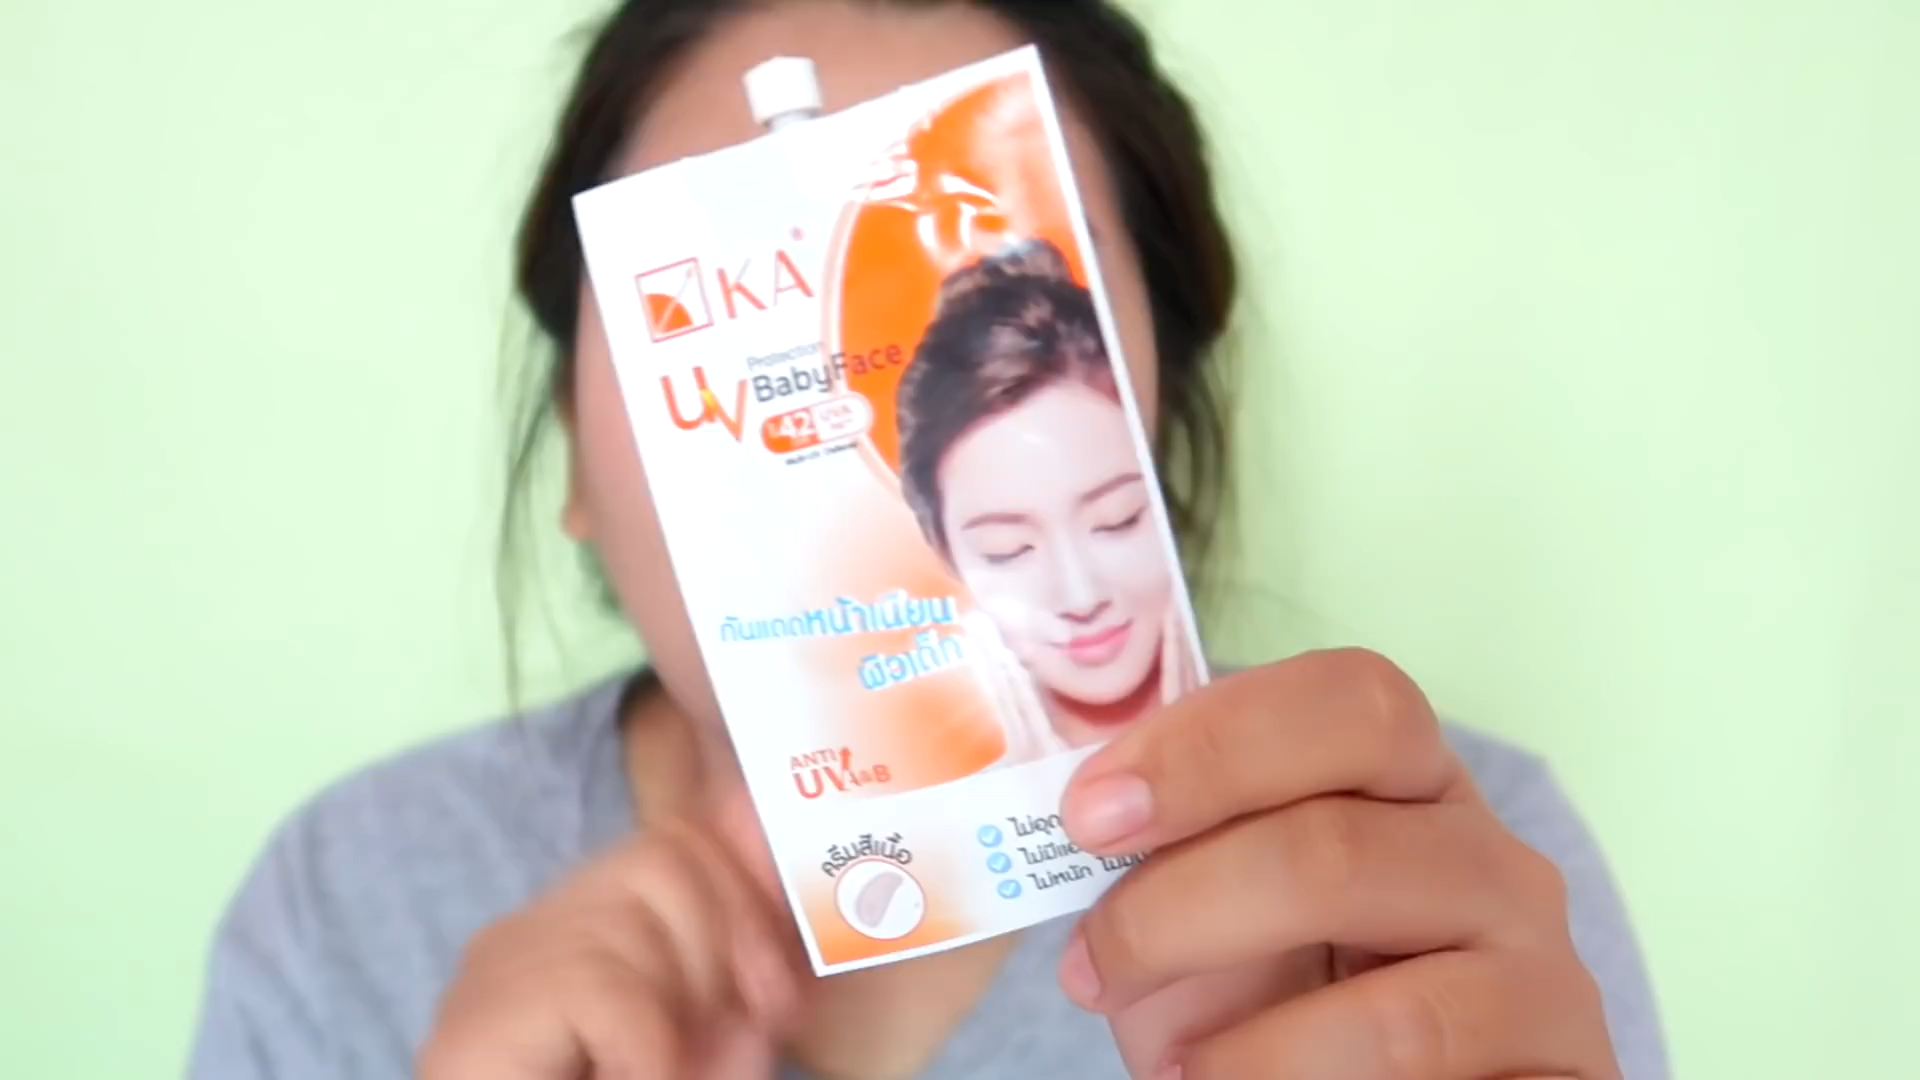 KA®
UV Protection
BabyFace
42 UVA
กันแดดหน้าเนียน
ผิวเด็ก
ANTI
UVA&B
ครีมสีเนื้อ
ไม่อุด
ไม่มี
ไม่หนัก